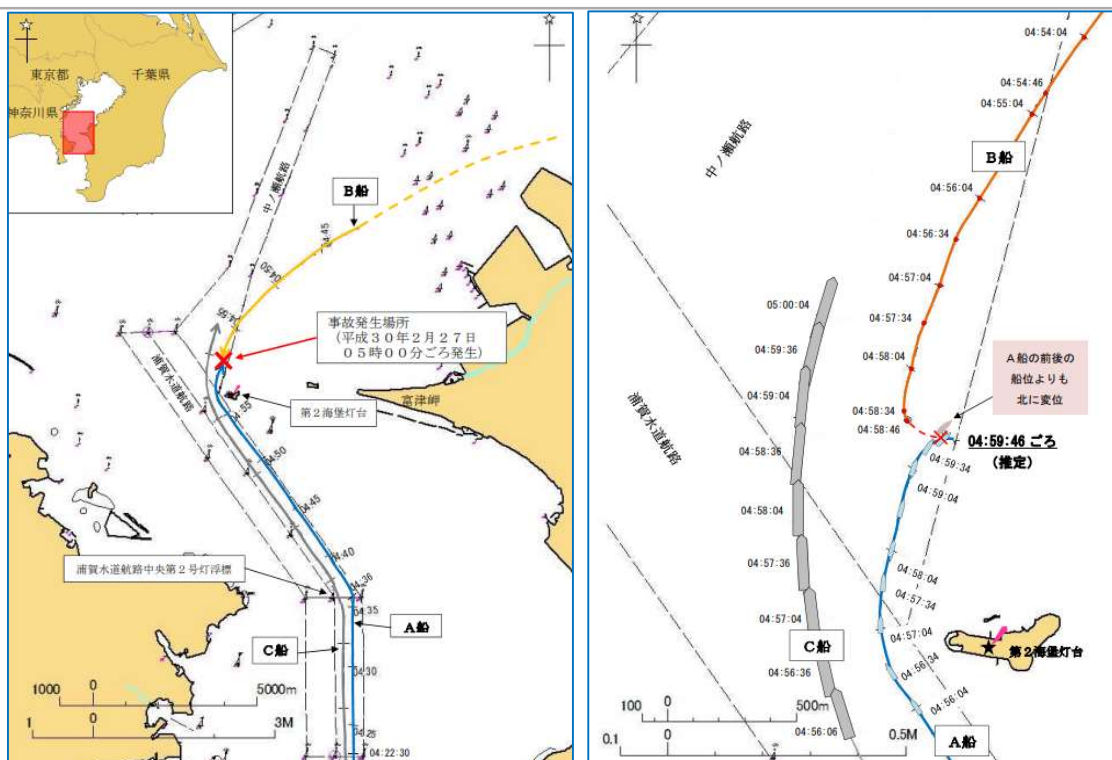 東京都
千葉県
神奈川県
中ノ瀬航路
B船
04:45
04:50
04:55
事故発生場所
(平成30年2月27日
05時00分ごろ発生)
浦賀水道航路
第2海堡灯台
富津岬
04:55
04:50
04:45
04:40
浦賀水道航路中央第2号灯浮標
04:36
04:35
A船
C船
04:30
04:25
04:22:30
1000
0
5000m
1
0
3M
04:54:04
04:54:46
04:55:04
B船
中ノ瀬航路
04:56:04
04:56:34
04:57:04
04:57:34
04:58:04
04:58:34
04:58:46
A船の前後の
船位よりも
北に変位
04:59:46 ごろ
(推定)
05:00:04
04:59:36
04:59:04
04:58:36
04:58:04
04:57:36
04:57:04
04:56:36
04:56:06
浦賀水道航路
04:59:34
04:59:04
04:58:04
04:57:34
04:57:04
04:56:34
04:56:04
第2海堡灯台
C船
A船
100
0
500m
0.1
0
0.5M